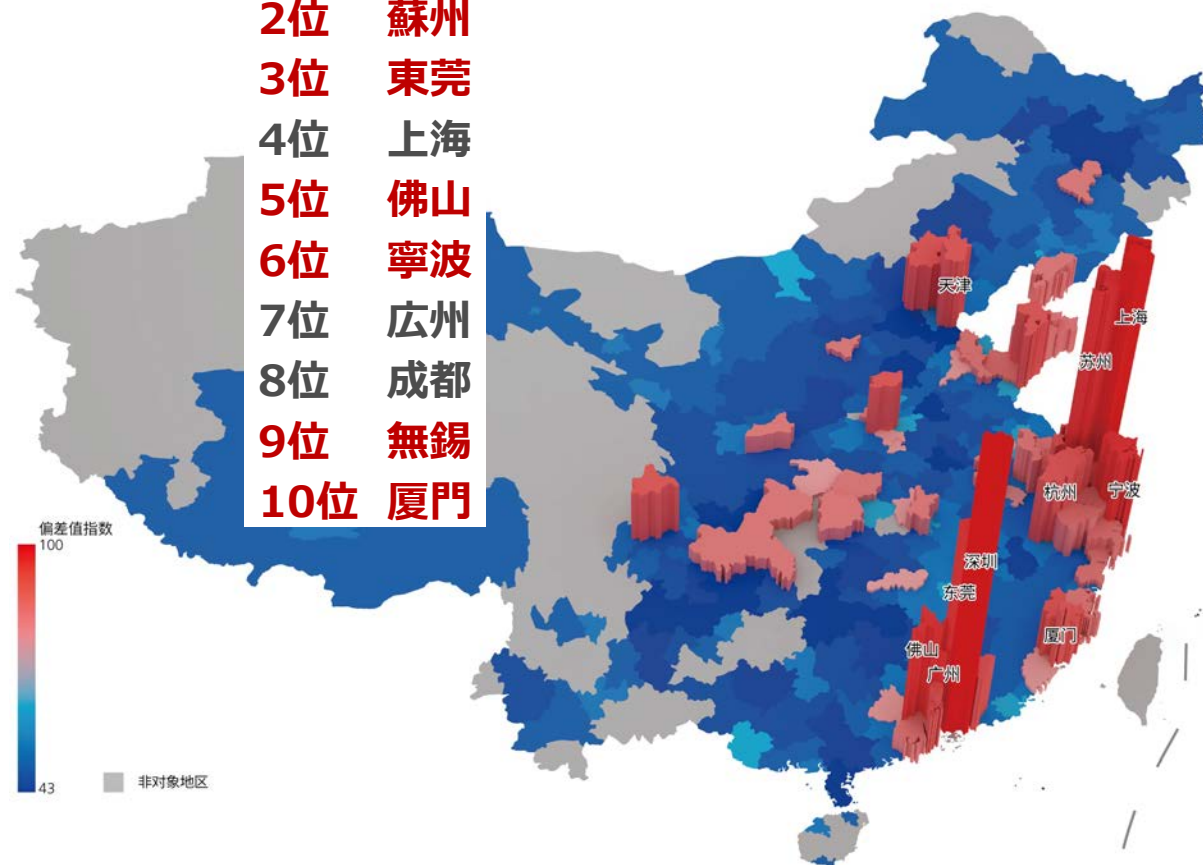 2位 蘇州
3位 東莞
4位 上海
5位 佛山
6位 寧波
7位 広州
8位 成都
9位 無錫
10位 厦門
天津
上海
苏州
杭州
宁波
深圳
东莞
厦门
佛山
广州
偏差值指数
100
43
非对象地区